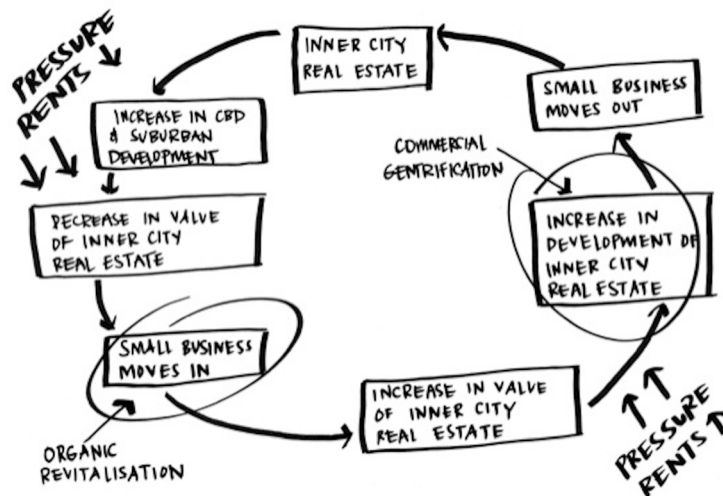 PRESSURE
RENTS
INNER CITY
REAL ESTATE
INCREASE IN CBD
& SUBURBAN
DEVELOPMENT
DECREASE IN VALUE
OF INNER CITY
REAL ESTATE
SMALL BUSINESS
MOVES IN
ORGANIC
REVITALISATION
INCREASE IN VALUE
OF INNER CITY
REAL ESTATE
PRESSURE
RENTS
INCREASE IN
DEVELOPMENT OF
INNER CITY
REAL ESTATE
COMMERCIAL
GENTRIFICATION
SMALL BUSINESS
MOVES OUT